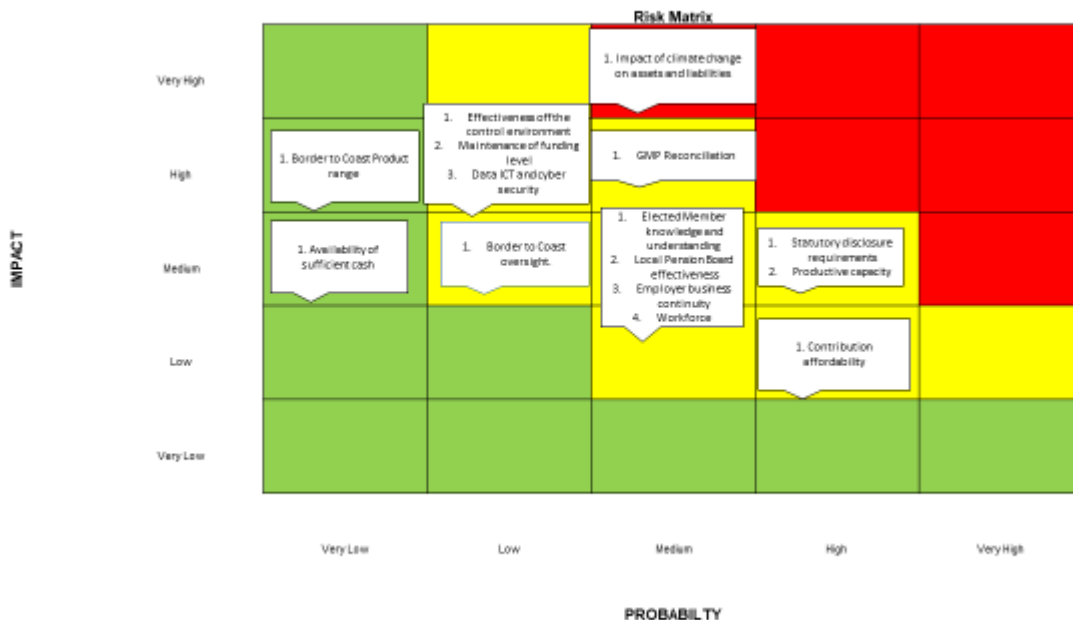 Risk Matrix
Very High
1. Impact of climate change
on assets and liabilities
High
1. Border to Coast Product
range
1. Effectiveness off the
control environment
2. Maintenance of funding
level
3. Data ICT and cyber
security
1. GMP Reconciliation
IMPACT
Medium
1. Availability of
sufficient cash
1. Border to Coast
oversight.
1. Elected Member
knowledge and
understanding
2. Local Pension Board
effectiveness
3. Employer business
continuity
4. Workforce
1. Statutory disclosure
requirements
2. Productive capacity
Low
1. Contribution
affordability
Very Low
Very Low
Low
Medium
High
Very High
PROBABILTY